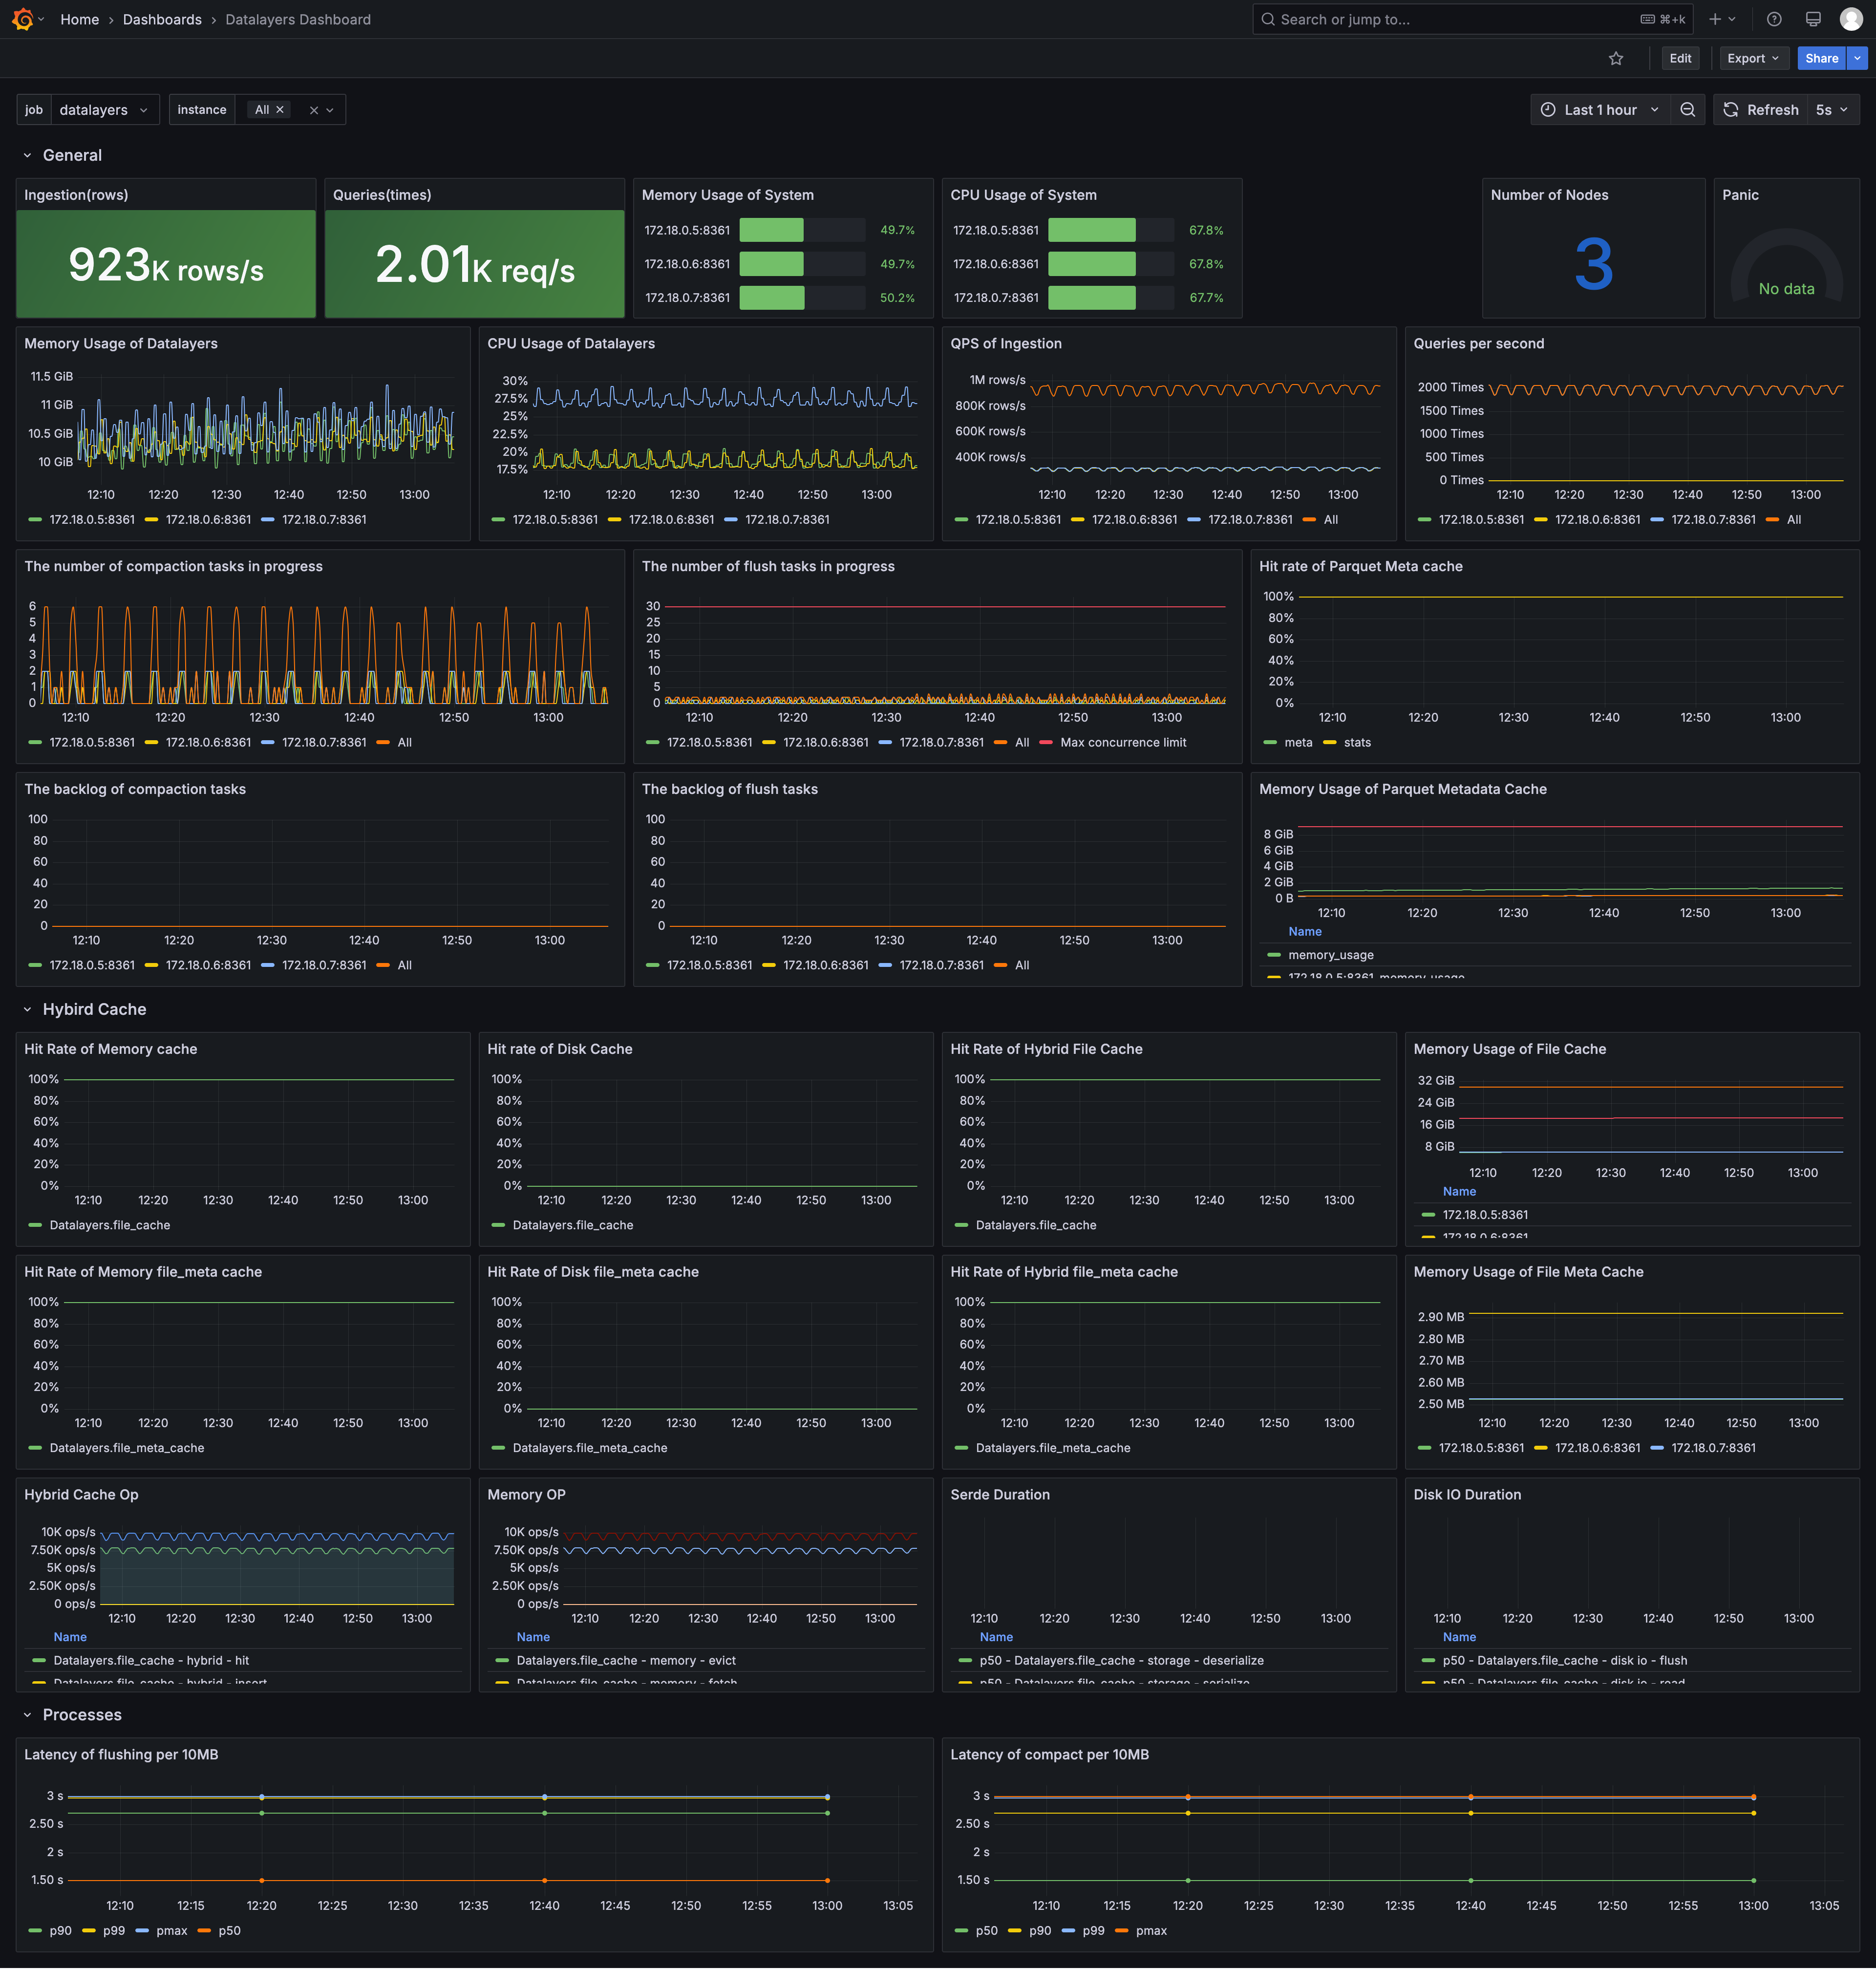 Home › Dashboards › Datalayers Dashboard
Search or jump to...
⌘+k
Edit
Export
Share
job datalayers
instance All
Last 1 hour
Refresh 5s
General
Ingestion(rows)
923K rows/s
Queries(times)
2.01K req/s
Memory Usage of System
172.18.0.5:8361 49.7%
172.18.0.6:8361 49.7%
172.18.0.7:8361 50.2%
CPU Usage of System
172.18.0.5:8361 67.8%
172.18.0.6:8361 67.8%
172.18.0.7:8361 67.7%
Number of Nodes
3
Panic
No data
Memory Usage of Datalayers
11.5 GiB
11 GiB
10.5 GiB
10 GiB
12:10 12:20 12:30 12:40 12:50 13:00
172.18.0.5:8361 172.18.0.6:8361 172.18.0.7:8361
CPU Usage of Datalayers
30%
27.5%
25%
22.5%
20%
17.5%
12:10 12:20 12:30 12:40 12:50 13:00
172.18.0.5:8361 172.18.0.6:8361 172.18.0.7:8361
QPS of Ingestion
1M rows/s
800K rows/s
600K rows/s
400K rows/s
12:10 12:20 12:30 12:40 12:50 13:00
172.18.0.5:8361 172.18.0.6:8361 172.18.0.7:8361 All
Queries per second
2000 Times
1500 Times
1000 Times
500 Times
0 Times
12:10 12:20 12:30 12:40 12:50 13:00
172.18.0.5:8361 172.18.0.6:8361 172.18.0.7:8361 All
The number of compaction tasks in progress
6
5
4
3
2
1
0
12:10 12:20 12:30 12:40 12:50 13:00
172.18.0.5:8361 172.18.0.6:8361 172.18.0.7:8361 All
The number of flush tasks in progress
30
25
20
15
10
5
0
12:10 12:20 12:30 12:40 12:50 13:00
172.18.0.5:8361 172.18.0.6:8361 172.18.0.7:8361 All Max concurrence limit
Hit rate of Parquet Meta cache
100%
80%
60%
40%
20%
0%
12:10 12:20 12:30 12:40 12:50 13:00
meta stats
The backlog of compaction tasks
100
80
60
40
20
0
12:10 12:20 12:30 12:40 12:50 13:00
172.18.0.5:8361 172.18.0.6:8361 172.18.0.7:8361 All
The backlog of flush tasks
100
80
60
40
20
0
12:10 12:20 12:30 12:40 12:50 13:00
172.18.0.5:8361 172.18.0.6:8361 172.18.0.7:8361 All
Memory Usage of Parquet Metadata Cache
8 GiB
6 GiB
4 GiB
2 GiB
0 B
12:10 12:20 12:30 12:40 12:50 13:00
Name
memory_usage
172.18.0.5:8361 memory_usage
Hybird Cache
Hit Rate of Memory cache
100%
80%
60%
40%
20%
0%
12:10 12:20 12:30 12:40 12:50 13:00
Datalayers.file_cache
Hit rate of Disk Cache
100%
80%
60%
40%
20%
0%
12:10 12:20 12:30 12:40 12:50 13:00
Datalayers.file_cache
Hit Rate of Hybrid File Cache
100%
80%
60%
40%
20%
0%
12:10 12:20 12:30 12:40 12:50 13:00
Datalayers.file_cache
Memory Usage of File Cache
32 GiB
24 GiB
16 GiB
8 GiB
12:10 12:20 12:30 12:40 12:50 13:00
Name
172.18.0.5:8361
172.18.0.6:8361
Hit Rate of Memory file_meta cache
100%
80%
60%
40%
20%
0%
12:10 12:20 12:30 12:40 12:50 13:00
Datalayers.file_meta_cache
Hit Rate of Disk file_meta cache
100%
80%
60%
40%
20%
0%
12:10 12:20 12:30 12:40 12:50 13:00
Datalayers.file_meta_cache
Hit Rate of Hybrid file_meta cache
100%
80%
60%
40%
20%
0%
12:10 12:20 12:30 12:40 12:50 13:00
Datalayers.file_meta_cache
Memory Usage of File Meta Cache
2.90 MB
2.80 MB
2.70 MB
2.60 MB
2.50 MB
12:10 12:20 12:30 12:40 12:50 13:00
172.18.0.5:8361 172.18.0.6:8361 172.18.0.7:8361
Hybrid Cache Op
10K ops/s
7.50K ops/s
5K ops/s
2.50K ops/s
0 ops/s
12:10 12:20 12:30 12:40 12:50 13:00
Name
Datalayers.file_cache - hybrid - hit
Datalayers.file_cache - hybrid - insert
Memory OP
10K ops/s
7.50K ops/s
5K ops/s
2.50K ops/s
0 ops/s
12:10 12:20 12:30 12:40 12:50 13:00
Name
Datalayers.file_cache - memory - evict
Datalayers.file_cache - memory - fetch
Serde Duration
12:10 12:20 12:30 12:40 12:50 13:00
Name
p50 - Datalayers.file_cache - storage - deserialize
p50 - Datalayers.file_cache - storage - serialize
Disk IO Duration
12:10 12:20 12:30 12:40 12:50 13:00
Name
p50 - Datalayers.file_cache - disk io - flush
p50 - Datalayers.file_cache - disk io - read
Processes
Latency of flushing per 10MB
3 s
2.50 s
2 s
1.50 s
12:10 12:15 12:20 12:25 12:30 12:35 12:40 12:45 12:50 12:55 13:00 13:05
p90 p99 pmax p50
Latency of compact per 10MB
3 s
2.50 s
2 s
1.50 s
12:10 12:15 12:20 12:25 12:30 12:35 12:40 12:45 12:50 12:55 13:00 13:05
p50 p90 p99 pmax